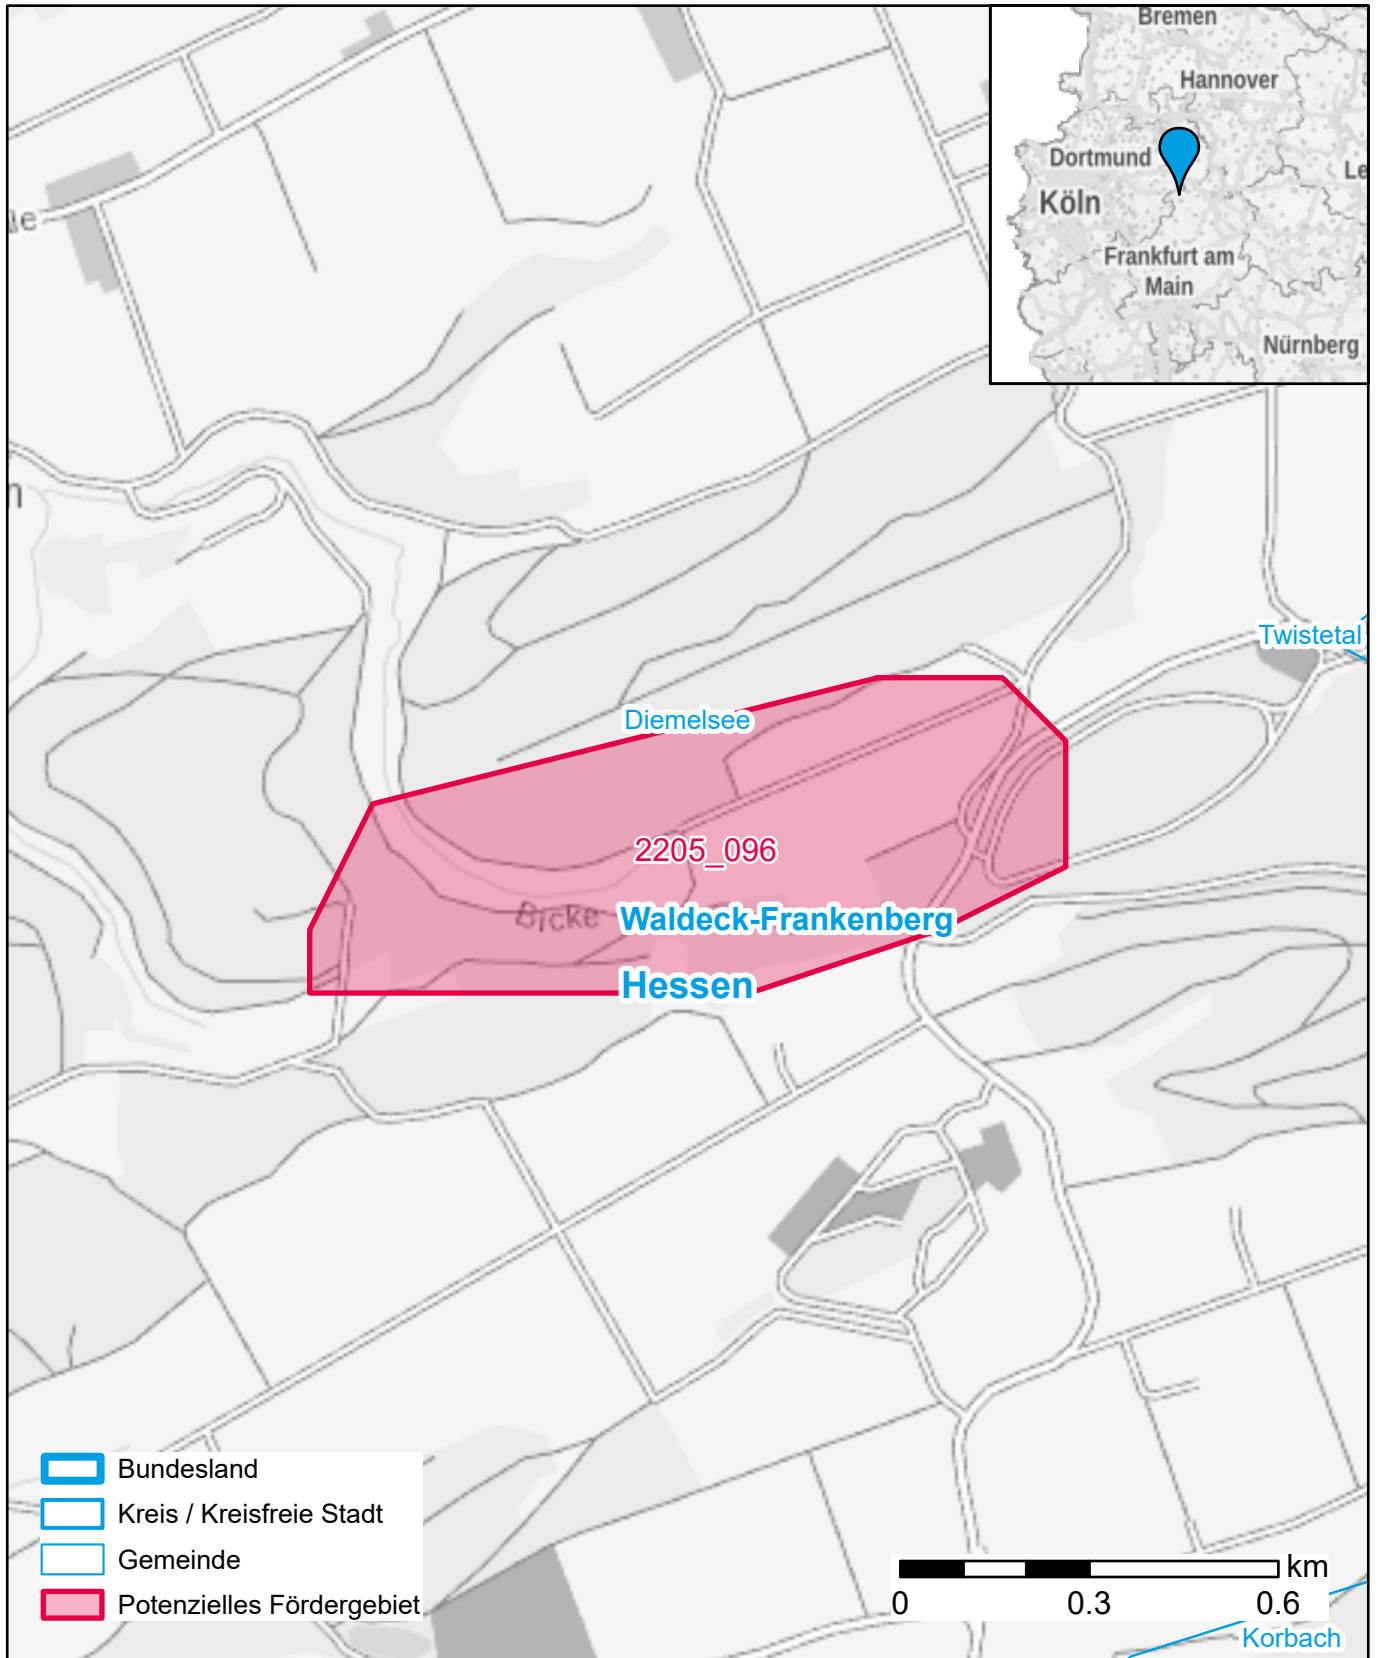 Bremen
Hannover
Dortmund
Le
Köln
Frankfurt am
Main
Nürnberg
Twistetal
Diemelsee
2205_096
Bicke
Waldeck-Frankenberg
Hessen
Bundesland
Kreis / Kreisfreie Stadt
Gemeinde
Potenzielles Fördergebiet
km
0 0.3 0.6
Korbach